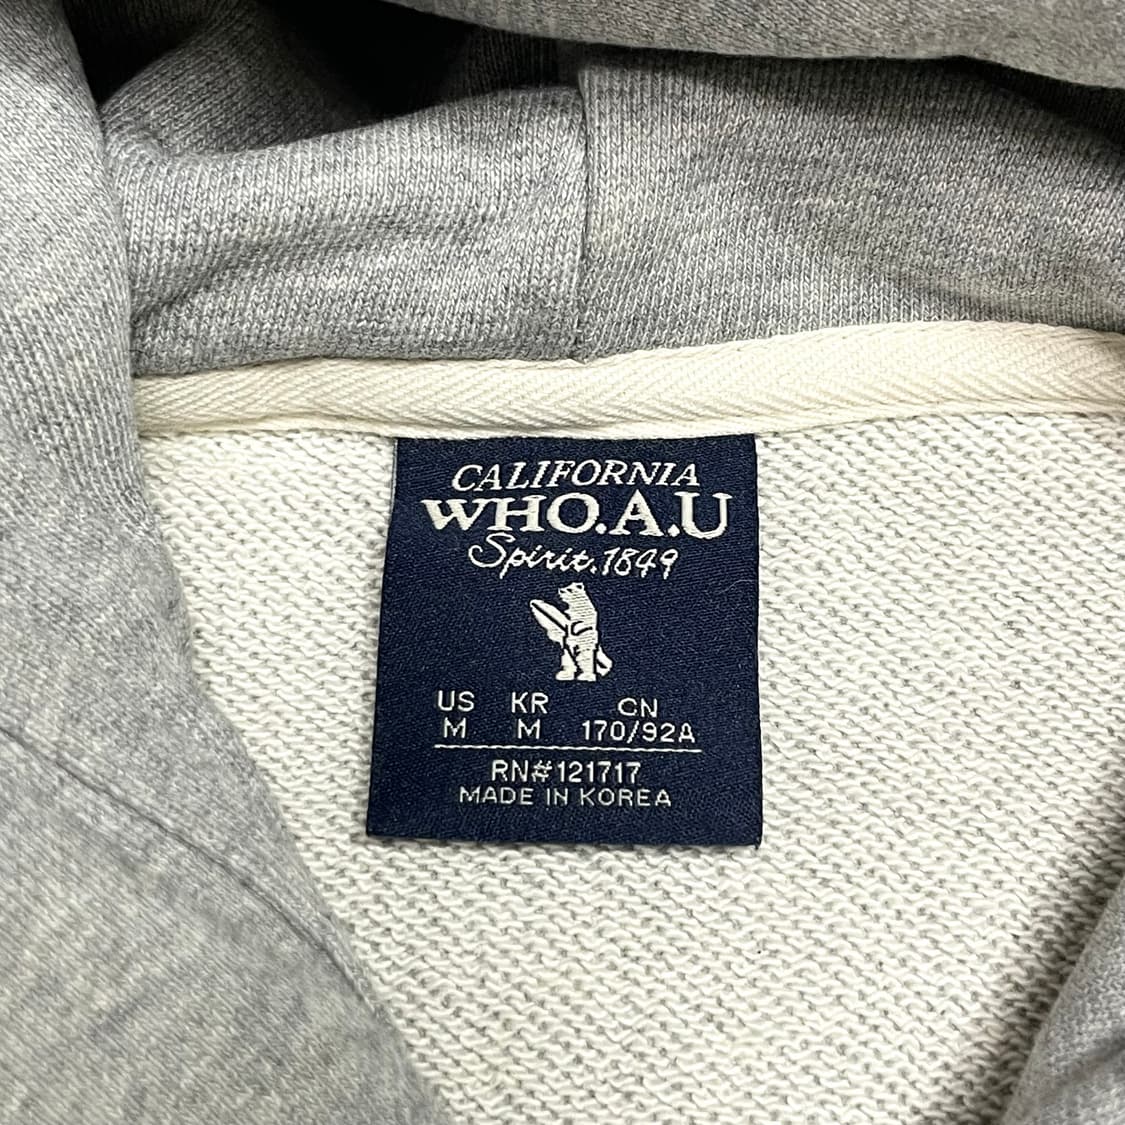 CALIFORNIA
WHO.A.U
Spirit.1849
US KR CN
M M 170/92A
RN#121717
MADE IN KOREA